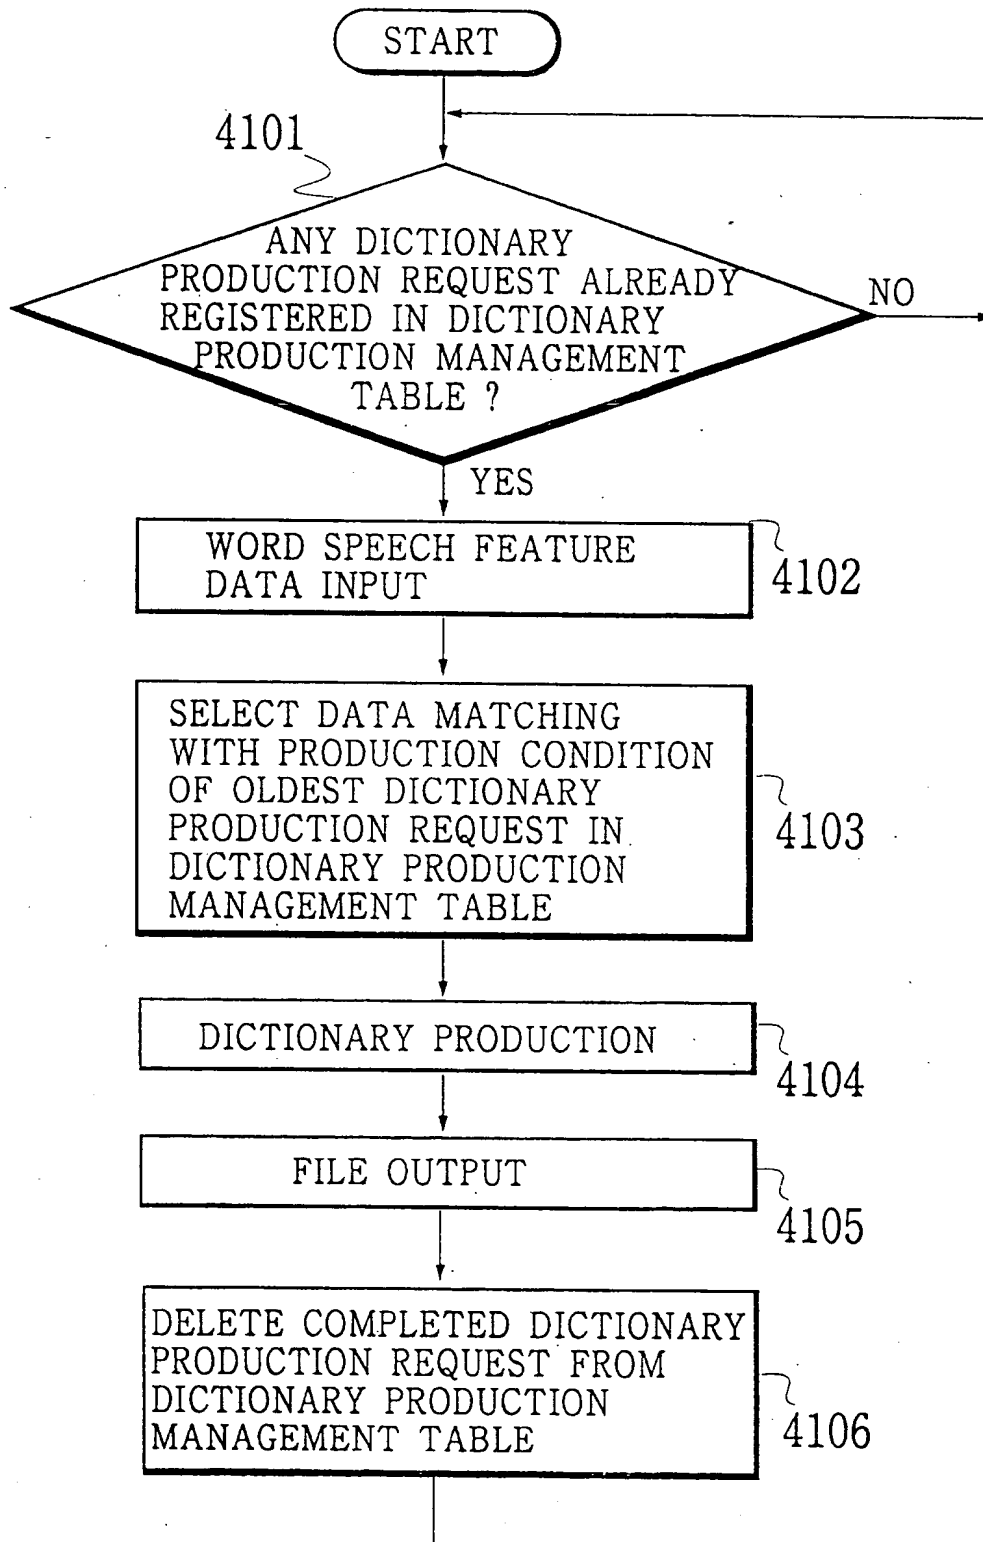 START
4101
ANY DICTIONARY
PRODUCTION REQUEST ALREADY
REGISTERED IN DICTIONARY
PRODUCTION MANAGEMENT
TABLE ?
NO
YES
WORD SPEECH FEATURE
DATA INPUT
4102
SELECT DATA MATCHING
WITH PRODUCTION CONDITION
OF OLDEST DICTIONARY
PRODUCTION REQUEST IN
DICTIONARY PRODUCTION
MANAGEMENT TABLE
4103
DICTIONARY PRODUCTION
4104
FILE OUTPUT
4105
DELETE COMPLETED DICTIONARY
PRODUCTION REQUEST FROM
DICTIONARY PRODUCTION
MANAGEMENT TABLE
4106